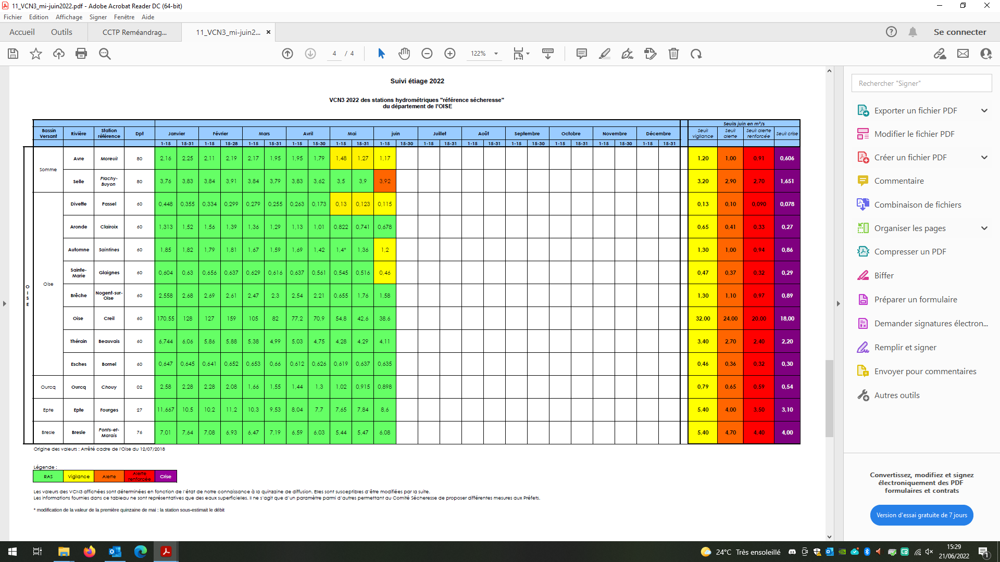 11_VCN3_mi-juin2022.pdf - Adobe Acrobat Reader DC (64-bit)
Fichier Edition Affichage Signer Fenêtre Aide
Accueil Outils CCTP Reméandrag... 11_VCN3_mi-juin2... × Se connecter
4 / 4 122%
Suivi étiage 2022
VCN3 2022 des stations hydrométriques "référence sécheresse"
du département de l'OISE
Seuils juin en m³/s
Bassin Versant Rivière Station référence Dpt Janvier Février Mars Avril Mai juin Juillet Août Septembre Octobre Novembre Décembre Seuil vigilance Seuil alerte Seuil alerte renforcée Seuil crise
1-15 15-31 1-15 15-28 1-15 15-31 1-15 15-30 1-15 15-31 1-15 15-30 1-15 15-31 1-15 15-31 1-15 15-30 1-15 15-31 1-15 15-30 1-15 15-31
OISE
Somme
Avre Moreuil 80 2,16 2,25 2,11 2,19 2,17 1,95 1,95 1,79 1,48 1,27 1,17 1,20 1,00 0,91 0,606
Selle Plachy-Buyon 80 3,76 3,83 3,84 3,91 3,84 3,79 3,83 3,62 3,5 3,9 3,92 3,20 2,90 2,70 1,651
Oise
Divette Passel 60 0,448 0,355 0,334 0,299 0,279 0,255 0,263 0,173 0,13 0,123 0,115 0,13 0,10 0,090 0,078
Aronde Clairoix 60 1,313 1,52 1,56 1,39 1,36 1,29 1,13 1,01 0,822 0,741 0,678 0,65 0,41 0,33 0,27
Automne Saintines 60 1,85 1,82 1,79 1,81 1,67 1,59 1,69 1,42 1,4* 1,36 1,2 1,30 1,00 0,94 0,86
Sainte-Marie Glaignes 60 0,604 0,63 0,656 0,637 0,629 0,616 0,637 0,561 0,545 0,516 0,46 0,47 0,37 0,32 0,29
Brêche Nogent-sur-Oise 60 2,558 2,68 2,69 2,61 2,47 2,3 2,54 2,21 0,655 1,76 1,58 1,30 1,10 0,97 0,89
Oise Creil 60 170,55 128 127 159 105 82 77,2 70,9 54,8 42,6 38,6 32,00 24,00 20,00 18,00
Thérain Beauvais 60 6,744 6,06 5,86 5,88 5,38 4,99 5,03 4,75 4,28 4,29 4,11 3,40 2,70 2,40 2,20
Esches Bornel 60 0,647 0,645 0,641 0,652 0,653 0,66 0,612 0,626 0,619 0,637 0,635 0,46 0,36 0,32 0,30
Ourcq Ourcq Chouy 02 2,58 2,28 2,28 2,08 1,66 1,55 1,44 1,3 1,02 0,915 0,898 0,79 0,65 0,59 0,54
Epte Epte Fourges 27 11,667 10,5 10,2 11,2 10,3 9,53 8,04 7,7 7,65 7,84 8,6 5,40 4,00 3,50 3,10
Bresle Bresle Ponts-et-Marais 76 7,01 7,64 7,08 6,93 6,47 7,19 6,59 6,03 5,44 5,47 6,08 5,40 4,70 4,40 4,00
Origine des valeurs : Arrêté cadre de l'Oise du 12/07/2018
Légende :
RAS Vigilance Alerte Alerte renforcée Crise
Les valeurs des VCN3 affichées sont déterminées en fonction de l'état de notre connaissance à la quinzaine de diffusion. Elles sont susceptibles d'être modifiées par la suite.
Les informations fournies dans ce tableau ne sont représentatives que des eaux superficielles. Il ne s'agit que d'un paramètre parmi d'autres permettant au Comité Sécheresse de proposer différentes mesures aux Préfets.
* modification de la valeur de la première quinzaine de mai : la station sous-estimait le débit
Rechercher "Signer"
Exporter un fichier PDF
Modifier le fichier PDF
Créer un fichier PDF
Commentaire
Combinaison de fichiers
Organiser les pages
Compresser un PDF
Biffer
Préparer un formulaire
Demander signatures électron...
Remplir et signer
Envoyer pour commentaires
Autres outils
Convertissez, modifiez et signez
électroniquement des PDF
formulaires et contrats
Version d'essai gratuite de 7 jours
24°C Très ensoleillé
15:29
21/06/2022
1